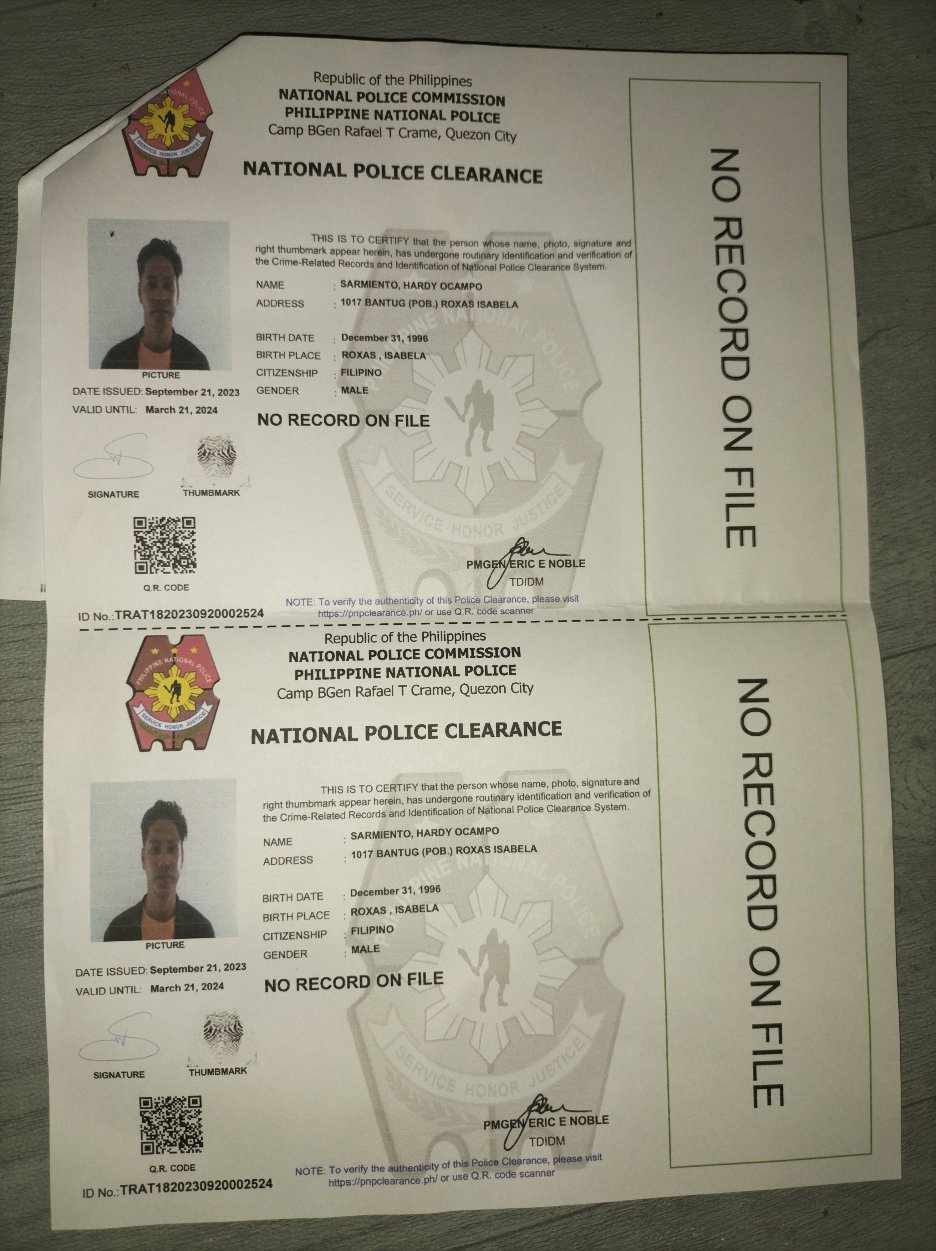 Republic of the Philippines
NATIONAL POLICE COMMISSION
PHILIPPINE NATIONAL POLICE
Camp BGen Rafael T Crame, Quezon City
NATIONAL POLICE CLEARANCE
SERVICE HONOR JUSTICE
THIS IS TO CERTIFY that the person whose name, photo, signature and
right thumbmark appear herein, has undergone routinary identification and verification of
the Crime-Related Records and Identification of National Police Clearance System.
NAME : SARMIENTO, HARDY OCAMPO
ADDRESS : 1017 BANTUG (POB.) ROXAS ISABELA
BIRTH DATE : December 31, 1996
BIRTH PLACE : ROXAS , ISABELA
CITIZENSHIP : FILIPINO
GENDER : MALE
PICTURE
DATE ISSUED: September 21, 2023
VALID UNTIL: March 21, 2024
NO RECORD ON FILE
SIGNATURE
THUMBMARK
SERVICE HONOR JUSTICE
Q.R. CODE
PMGEN ERIC E NOBLE
TDIDM
ID No.:TRAT1820230920002524
NOTE: To verify the authenticity of this Police Clearance, please visit
https://pnpclearance.ph/ or use Q.R. code scanner
NO RECORD ON FILE
Republic of the Philippines
NATIONAL POLICE COMMISSION
PHILIPPINE NATIONAL POLICE
Camp BGen Rafael T Crame, Quezon City
NATIONAL POLICE CLEARANCE
PHILIPPINE NATIONAL POLICE
SERVICE HONOR JUSTICE
THIS IS TO CERTIFY that the person whose name, photo, signature and
right thumbmark appear herein, has undergone routinary identification and verification of
the Crime-Related Records and Identification of National Police Clearance System.
NAME : SARMIENTO, HARDY OCAMPO
ADDRESS : 1017 BANTUG (POB.) ROXAS ISABELA
BIRTH DATE : December 31, 1996
BIRTH PLACE : ROXAS , ISABELA
CITIZENSHIP : FILIPINO
GENDER : MALE
PICTURE
DATE ISSUED: September 21, 2023
VALID UNTIL: March 21, 2024
NO RECORD ON FILE
SIGNATURE
THUMBMARK
SERVICE HONOR JUSTICE
Q.R. CODE
PMGEN ERIC E NOBLE
TDIDM
ID No.:TRAT1820230920002524
NOTE: To verify the authenticity of this Police Clearance, please visit
https://pnpclearance.ph/ or use Q.R. code scanner
NO RECORD ON FILE